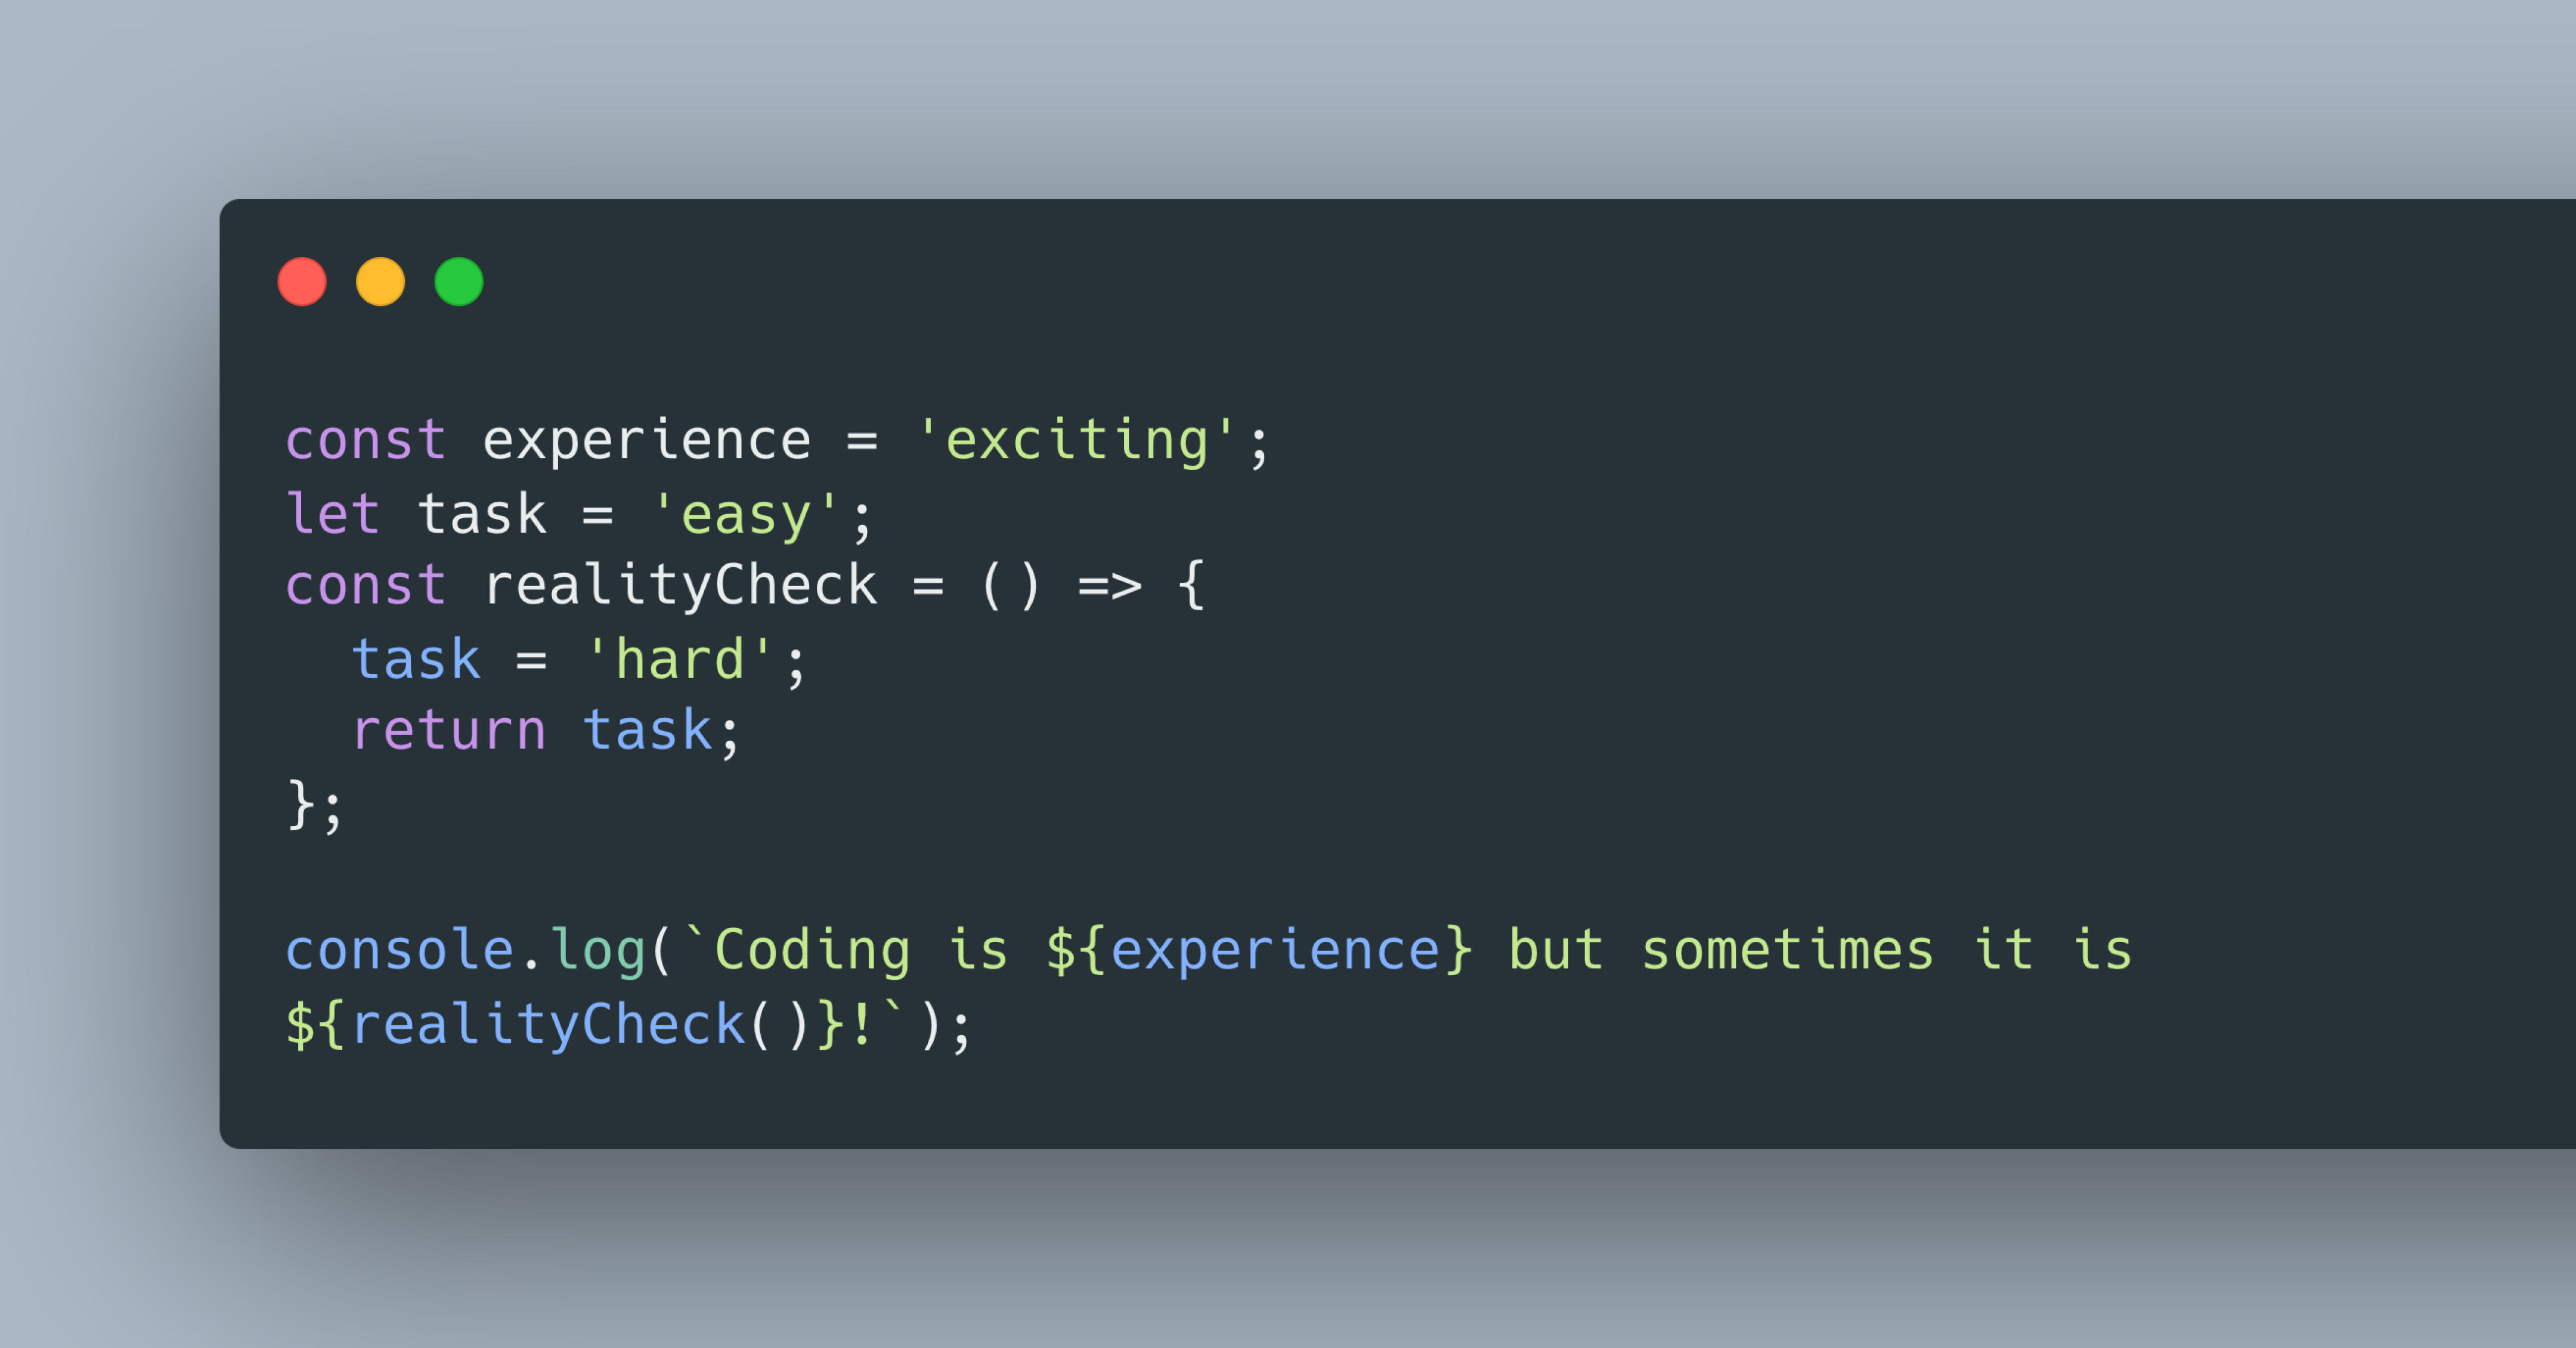 const experience = 'exciting';
let task = 'easy';
const realityCheck = () => {
  task = 'hard';
  return task;
};

console.log(`Coding is ${experience} but sometimes it is
${realityCheck()}!`);